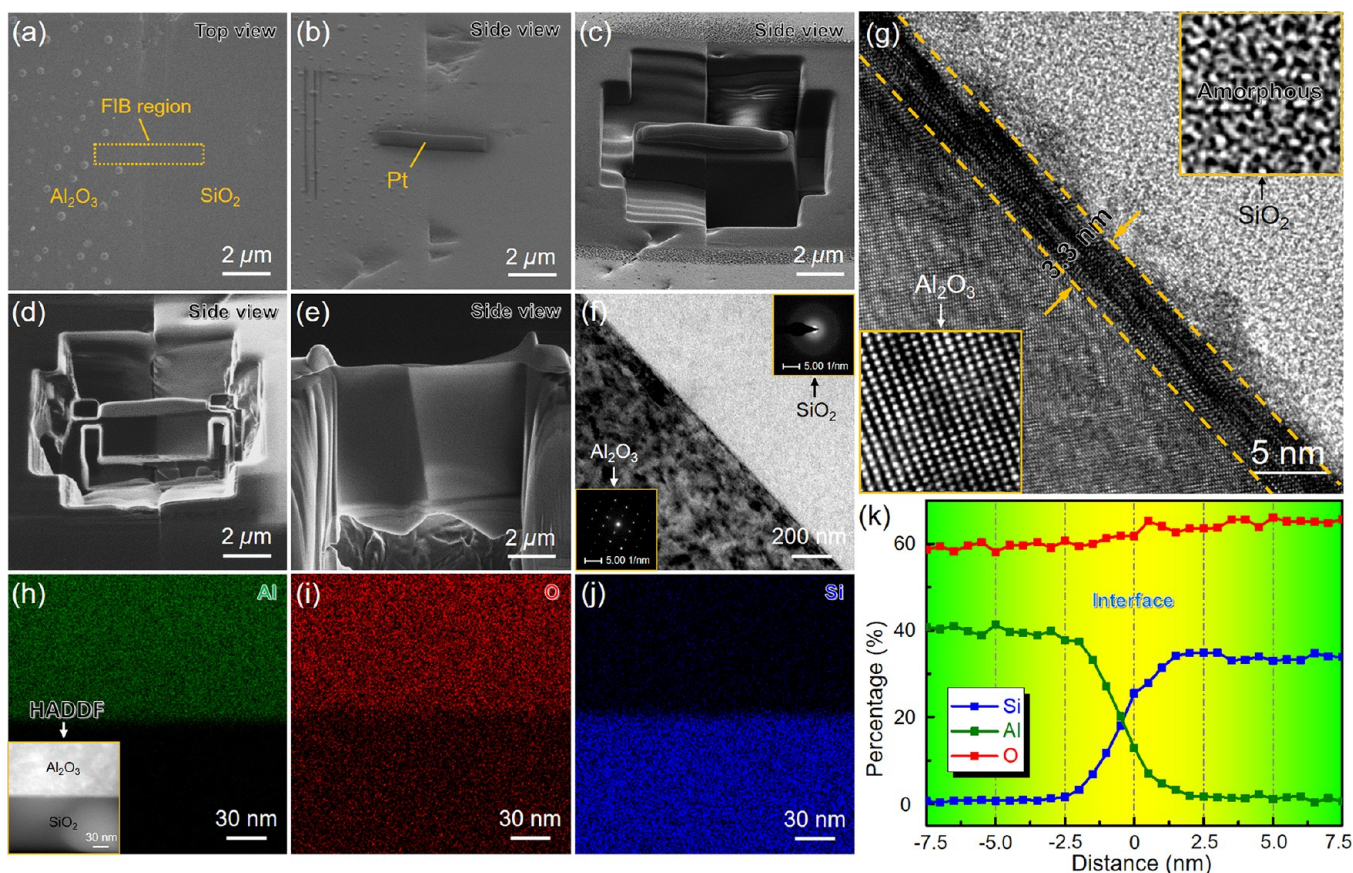 (a)
Top view
FIB region
Al₂O₃
SiO₂
2 μm
(b)
Side view
Pt
2 μm
(c)
Side view
2 μm
(d)
Side view
2 μm
(e)
Side view
2 μm
(f)
5.00 1/nm
SiO₂
Al₂O₃
5.00 1/nm
200 nm
(g)
Amorphous
SiO₂
3.3 nm
Al₂O₃
5 nm
(h)
Al
HADDF
Al₂O₃
SiO₂
30 nm
30 nm
(i)
O
30 nm
(j)
Si
30 nm
(k)
Interface
Percentage (%)
60
40
20
0
Si
Al
O
-7.5
-5.0
-2.5
0.0
2.5
5.0
7.5
Distance (nm)